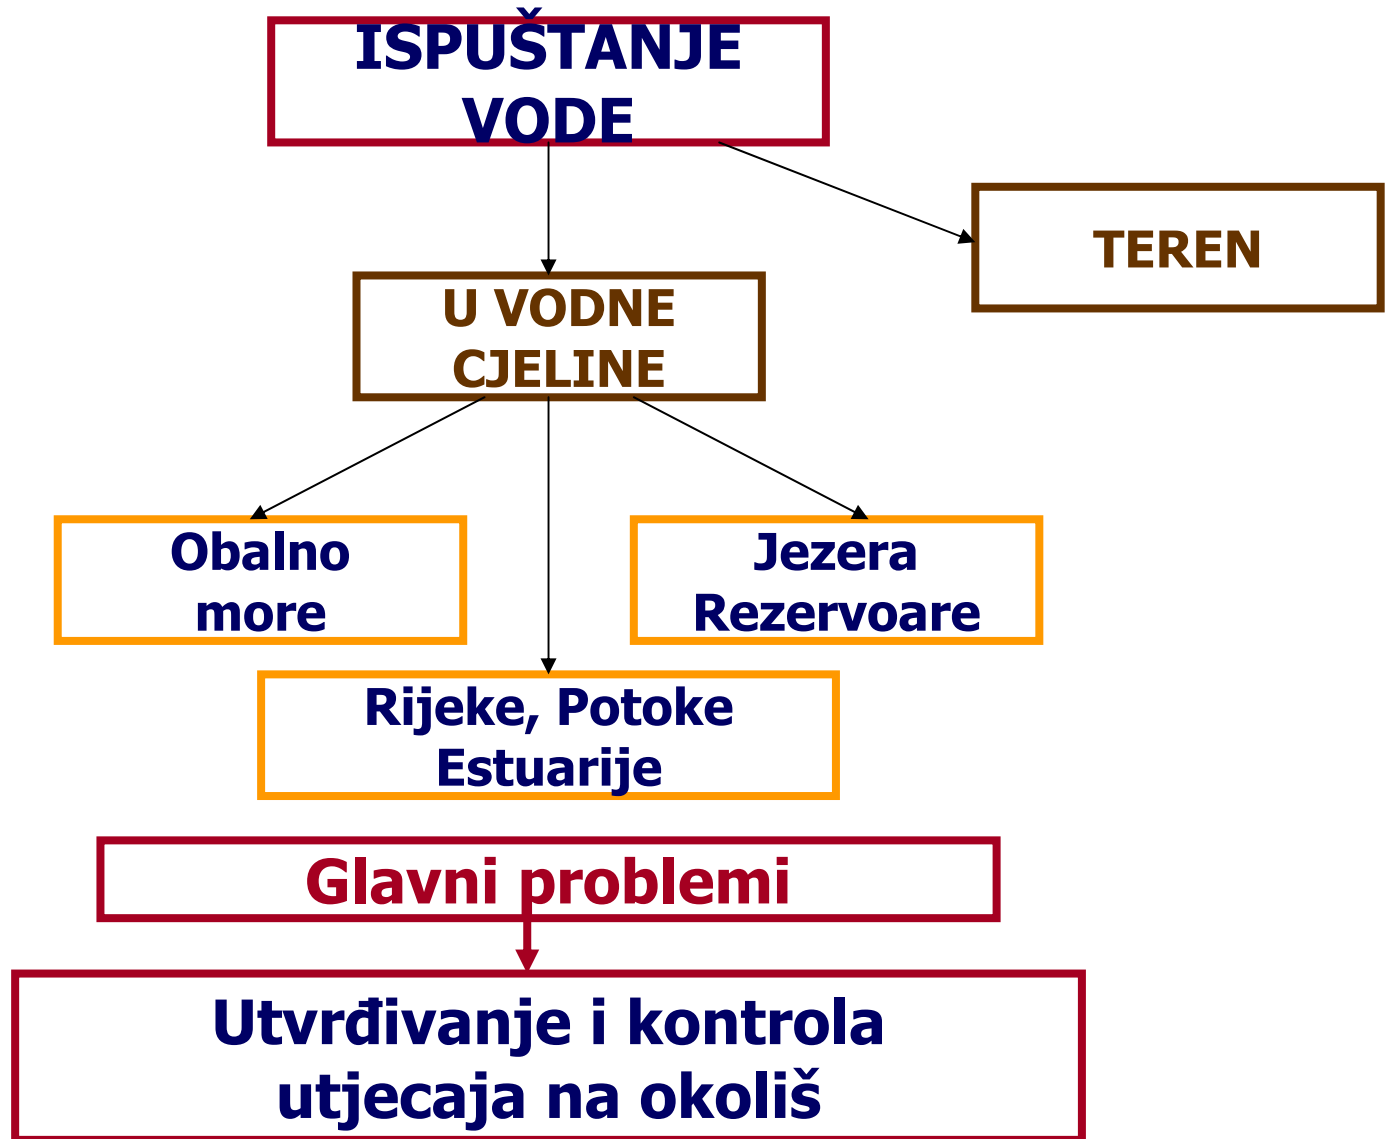 ISPUŠTANJE
VODE
TEREN
U VODNE
CJELINE
Obalno
more
Jezera
Rezervoare
Rijeke, Potoke
Estuarije
Glavni problemi
Utvrđivanje i kontrola
utjecaja na okoliš